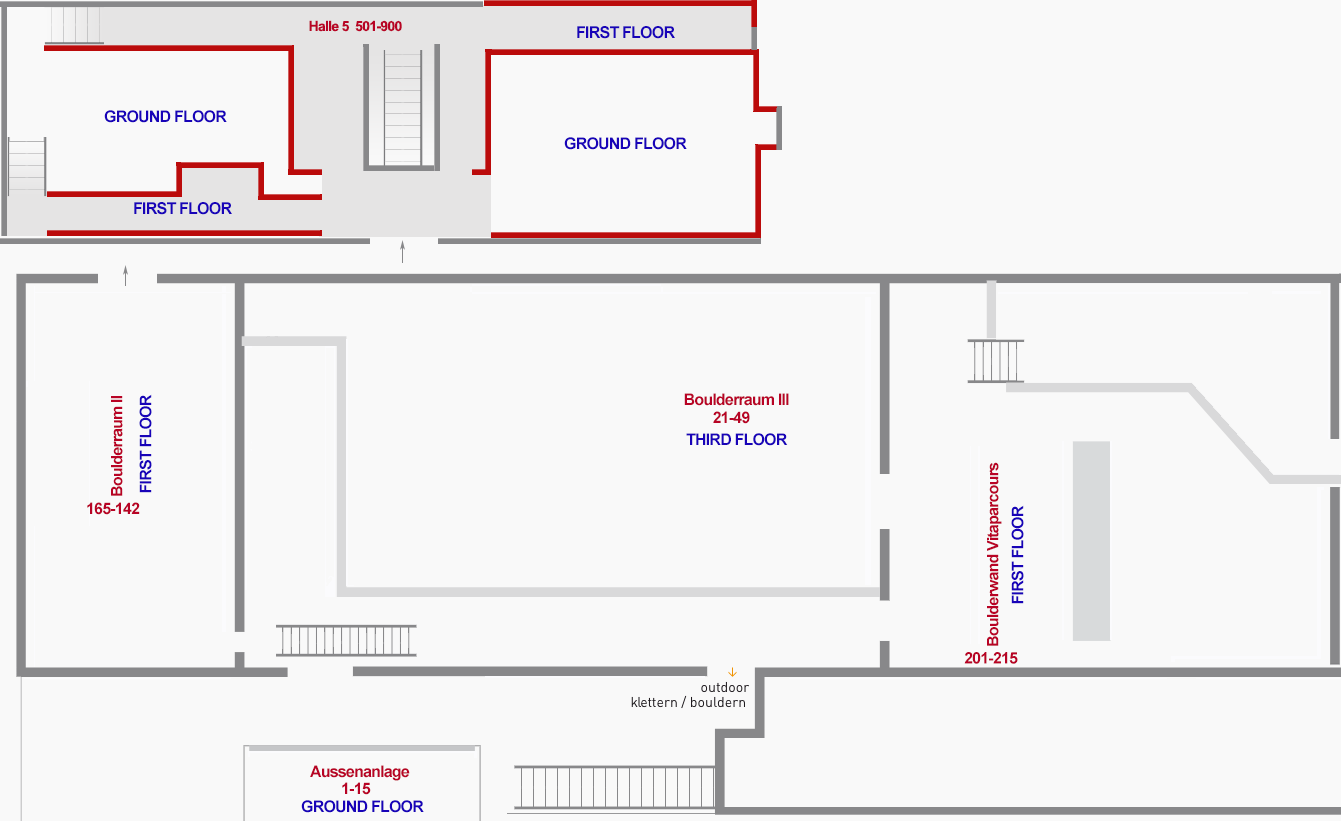 Halle 5 501-900
FIRST FLOOR
GROUND FLOOR
GROUND FLOOR
FIRST FLOOR
Boulderraum II
FIRST FLOOR
165-142
Boulderraum III
21-49
THIRD FLOOR
Boulderwand Vitaparcours
FIRST FLOOR
201-215
outdoor
klettern / bouldern
Aussenanlage
1-15
GROUND FLOOR